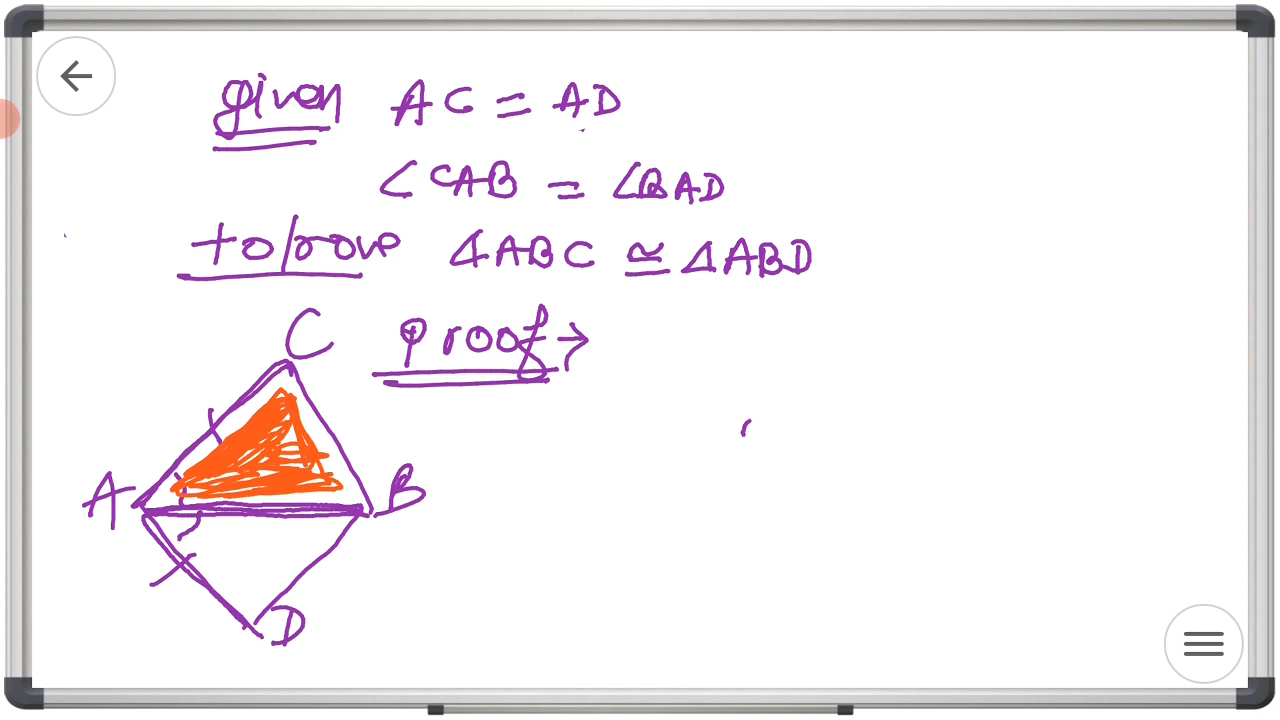 given AC = AD
∠CAB = ∠BAD
to prove ΔABC ≅ ΔABD
C
Proof →
A
B
D